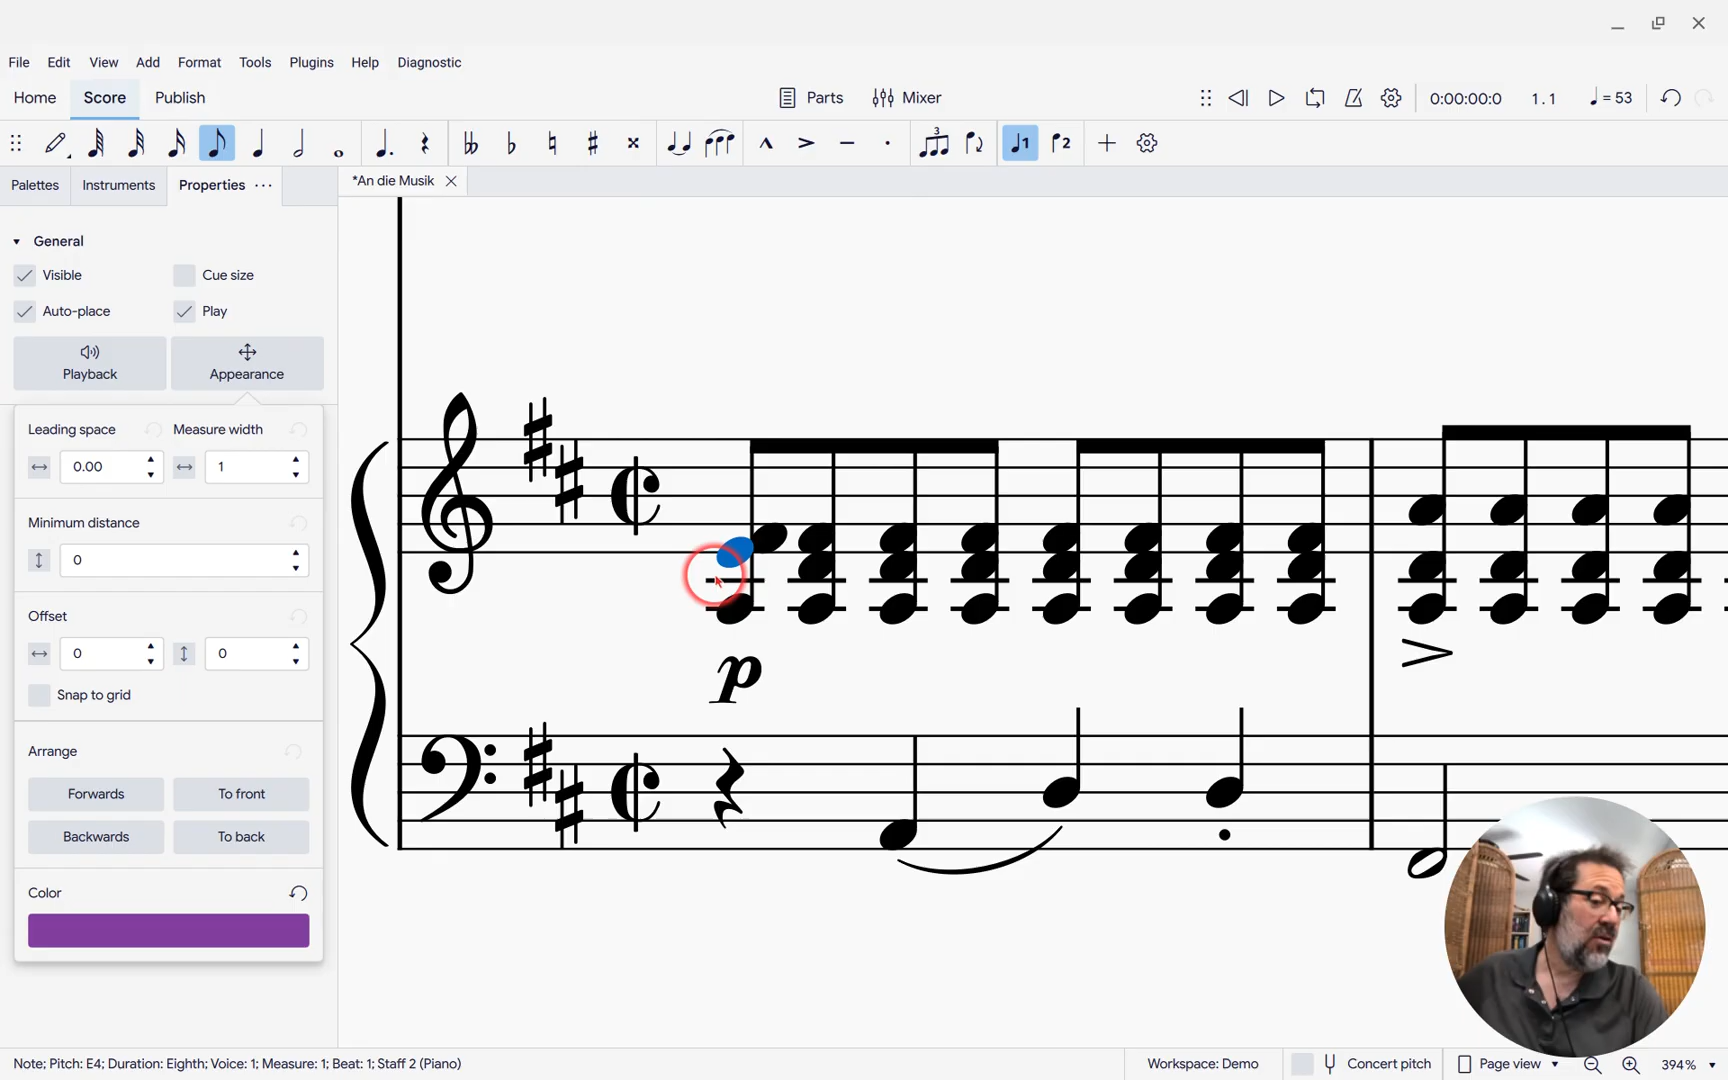 File Edit View Add Format Tools Plugins Help Diagnostic
Home Score Publish Parts Mixer 0:00:00:0 1 . 1 = 53
3 1 2
Palettes Instruments Properties ··· *An die Musik
General
Visible Cue size
Auto-place Play
Playback Appearance
Leading space Measure width
0.00 1
Minimum distance
0
Offset
0 0
Snap to grid
Arrange
Forwards To front
Backwards To back
Color
p
Note; Pitch: E4; Duration: Eighth; Voice: 1; Measure: 1; Beat: 1; Staff 2 (Piano) Workspace: Demo Concert pitch Page view 394%